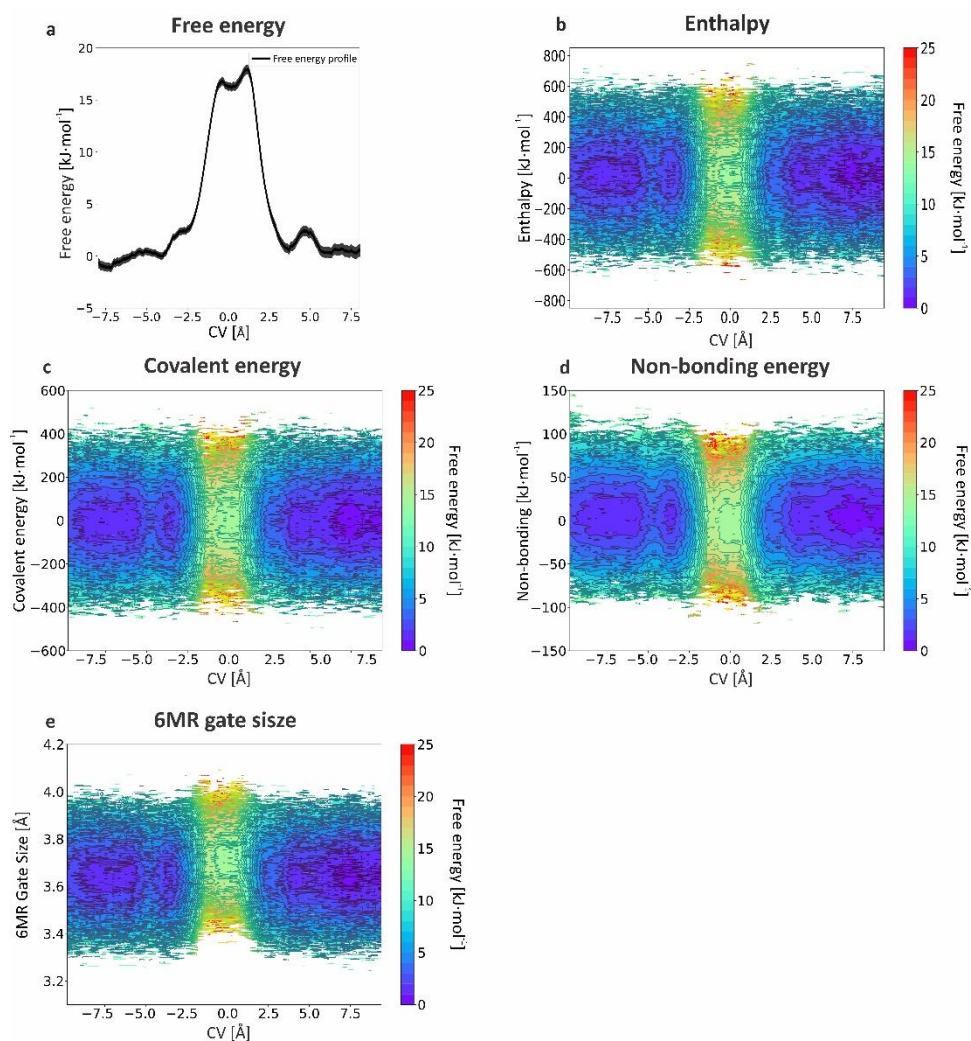 a Free energy
20
15
10
5
0
−5
Free energy [kJ·mol⁻¹]
Free energy profile
−7.5 −5.0 −2.5 0.0 2.5 5.0 7.5
CV [Å]
b Enthalpy
800
600
400
200
0
−200
−400
−600
−800
Enthalpy [kJ·mol⁻¹]
−7.5 −5.0 −2.5 0.0 2.5 5.0 7.5
CV [Å]
25
20
15
10
5
0
Free energy [kJ·mol⁻¹]
c Covalent energy
600
400
200
0
−200
−400
−600
Covalent energy [kJ·mol⁻¹]
−7.5 −5.0 −2.5 0.0 2.5 5.0 7.5
CV [Å]
25
20
15
10
5
0
Free energy [kJ·mol⁻¹]
d Non-bonding energy
150
100
50
0
−50
−100
−150
Non-bonding [kJ·mol⁻¹]
−7.5 −5.0 −2.5 0.0 2.5 5.0 7.5
CV [Å]
25
20
15
10
5
0
Free energy [kJ·mol⁻¹]
e 6MR gate sisze
4.2
4.0
3.8
3.6
3.4
3.2
6MR Gate Size [Å]
−7.5 −5.0 −2.5 0.0 2.5 5.0 7.5
CV [Å]
25
20
15
10
5
0
Free energy [kJ·mol⁻¹]